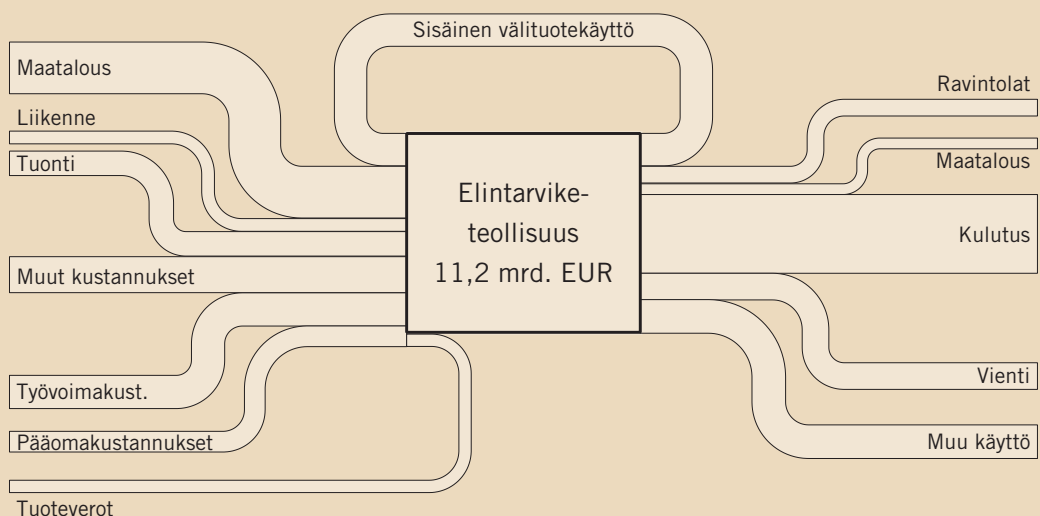 Sisäinen välituotekäyttö
Maatalous
Liikenne
Tuonti
Muut kustannukset
Työvoimakust.
Pääomakustannukset
Tuoteverot
Elintarvike-
teollisuus
11,2 mrd. EUR
Ravintolat
Maatalous
Kulutus
Vienti
Muu käyttö